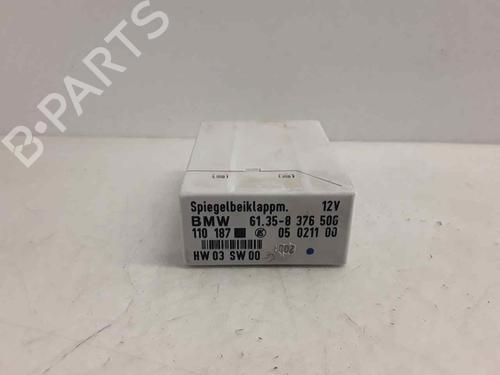 B-PARTS
Spiegelbeiklappm. 12V
BMW 61.35-8 376 506
110 187 05 0211 00
HW 03 SW 00